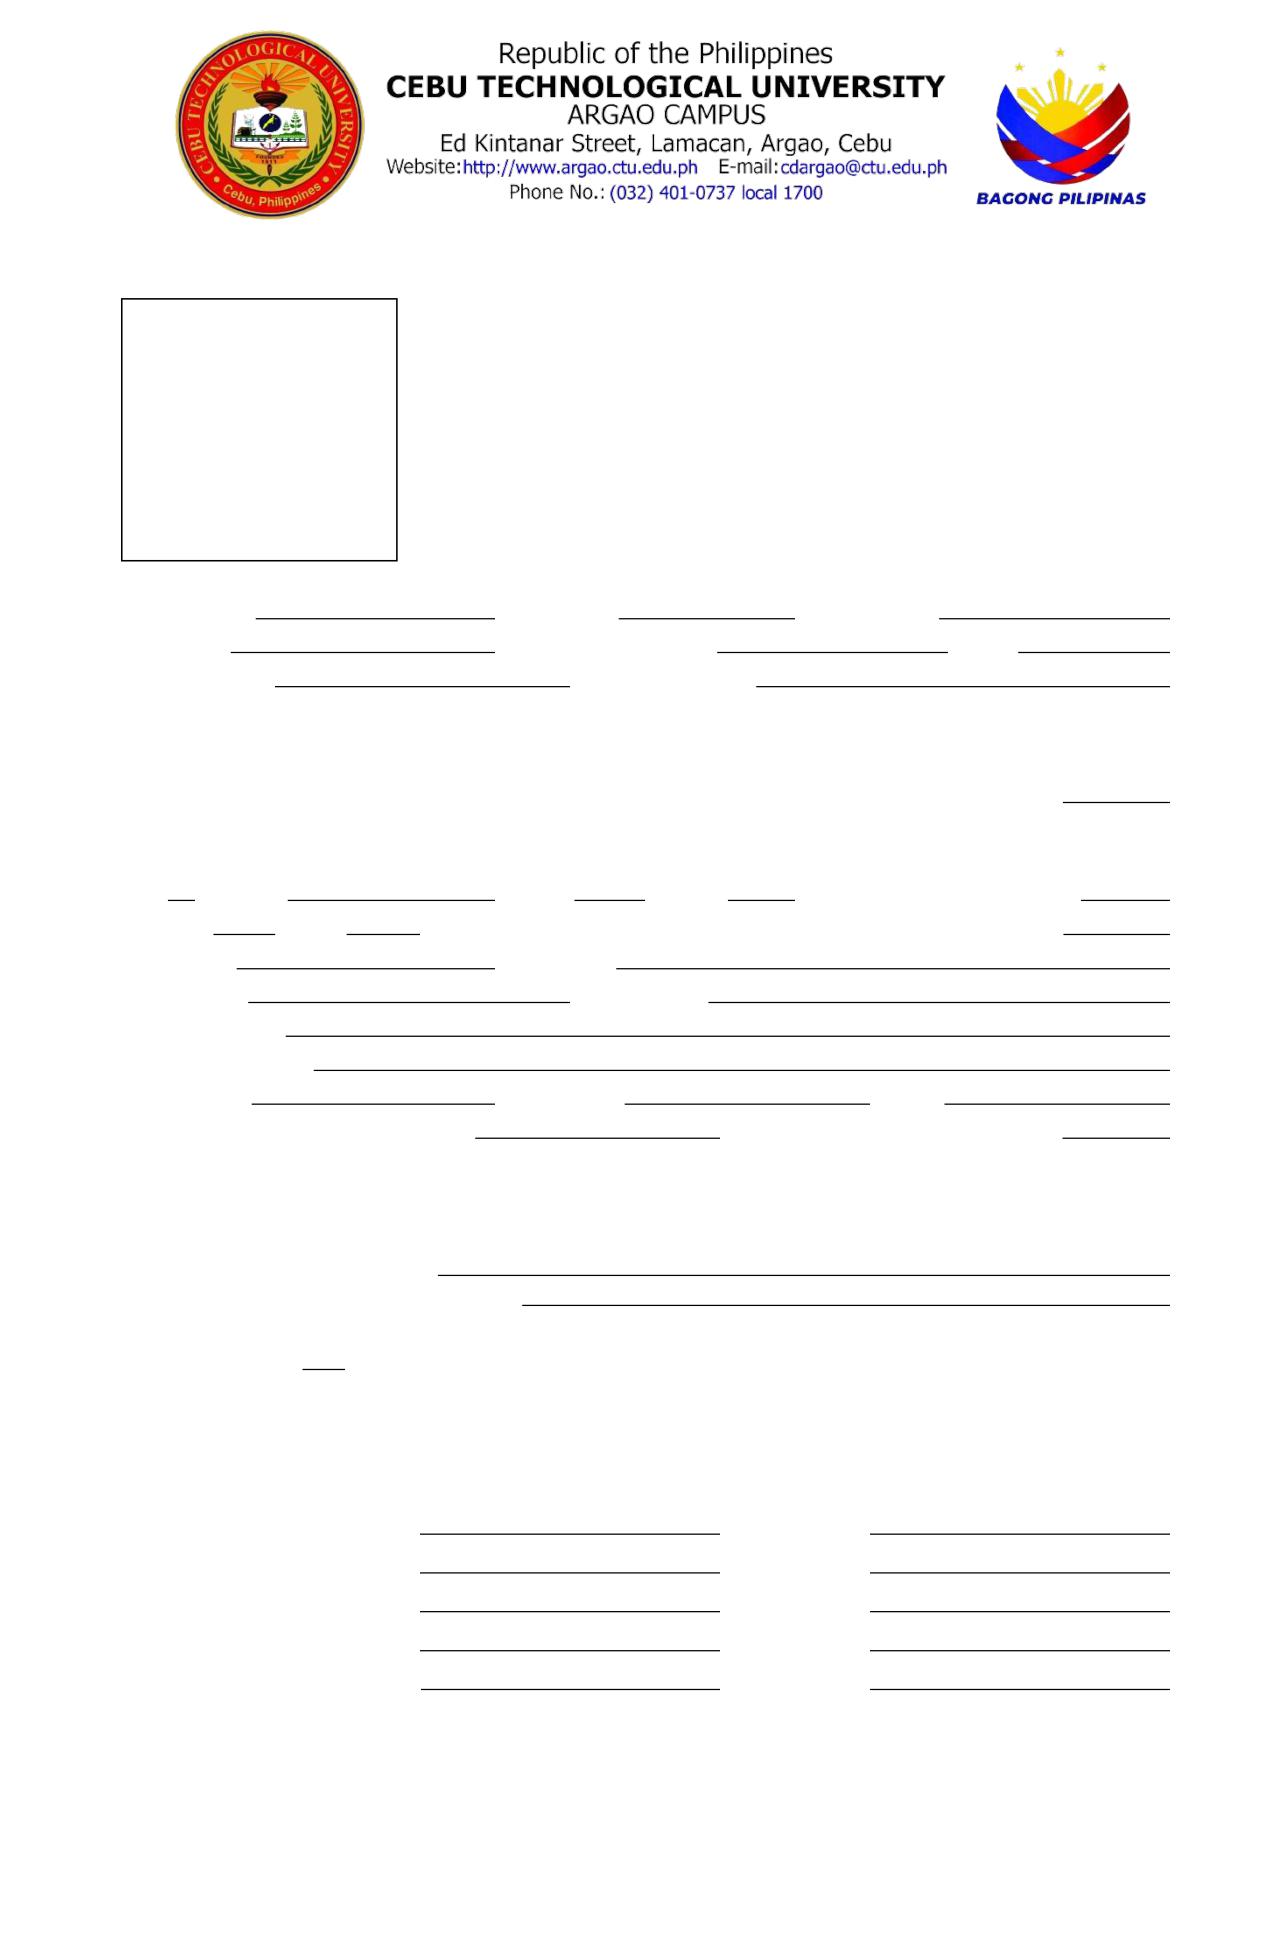 Republic of the Philippines
CEBU TECHNOLOGICAL UNIVERSITY
ARGAO CAMPUS
Ed Kintanar Street, Lamacan, Argao, Cebu
Website:http://www.argao.ctu.edu.ph E-mail:cdargao@ctu.edu.ph
Phone No.: (032) 401-0737 local 1700
CEBU TECHNOLOGICAL UNIVERSITY
FOUNDED
1911
Cebu, Philippines
BAGONG PILIPINAS